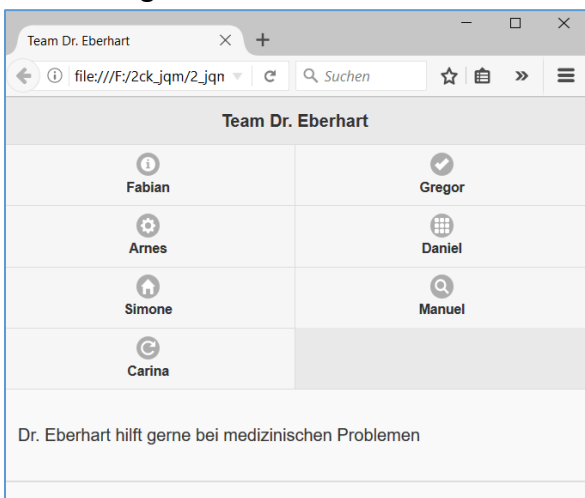 Team Dr. Eberhart
file:///F:/2ck_jqm/2_jqn
Suchen
Team Dr. Eberhart
Fabian
Gregor
Arnes
Daniel
Simone
Manuel
Carina
Dr. Eberhart hilft gerne bei medizinischen Problemen